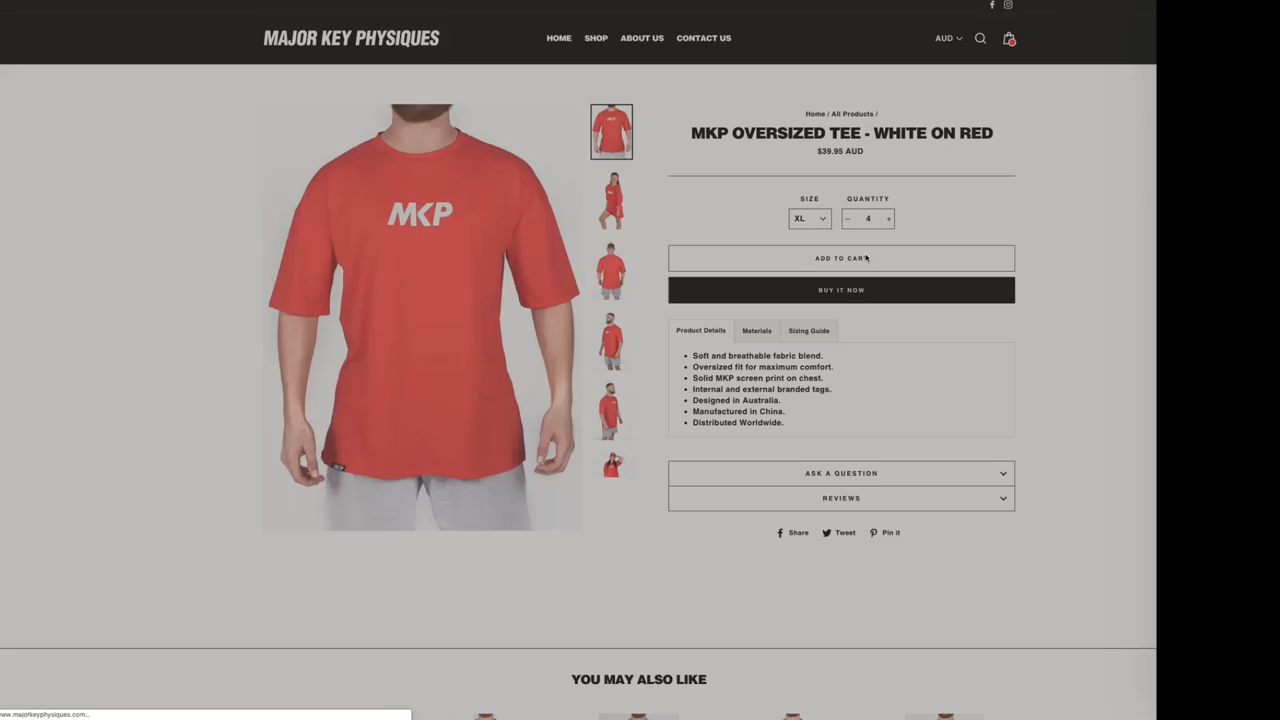 MAJOR KEY PHYSIQUES
HOME SHOP ABOUT US CONTACT US
AUD
Home / All Products /
MKP OVERSIZED TEE - WHITE ON RED
$39.95 AUD
SIZE QUANTITY
XL − 4 +
ADD TO CART
BUY IT NOW
MKP
MKP
Product Details Materials Sizing Guide
Soft and breathable fabric blend.
Oversized fit for maximum comfort.
Solid MKP screen print on chest.
Internal and external branded tags.
Designed in Australia.
Manufactured in China.
Distributed Worldwide.
ASK A QUESTION
REVIEWS
Share Tweet Pin it
YOU MAY ALSO LIKE
www.majorkeyphysiques.com...